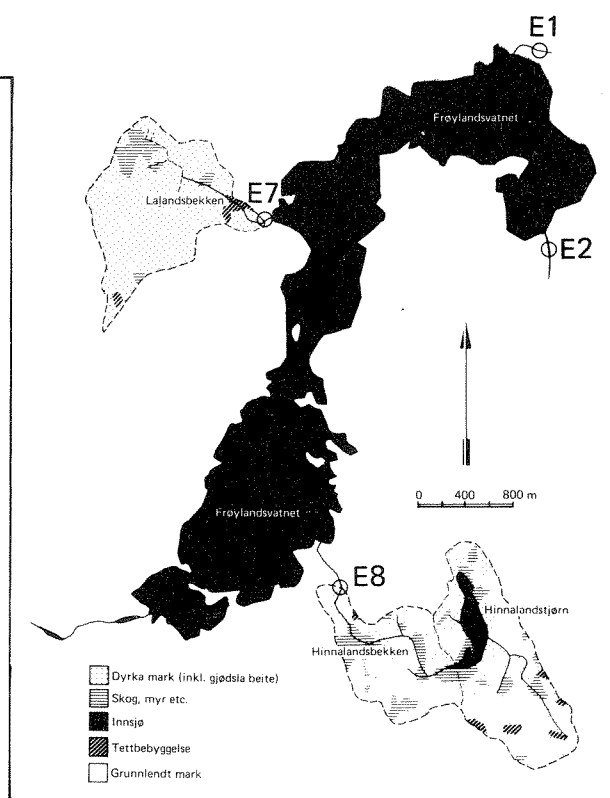 E1
Frøylandsvatnet
E7
Lalandsbekken
E2
0 400 800 m
Frøylandsvatnet
E8
Hinnalandstjørn
Hinnalandsbekken
Dyrka mark (inkl. gjødsla beite)
Skog, myr etc.
Innsjø
Tettbebyggelse
Grunnlendt mark